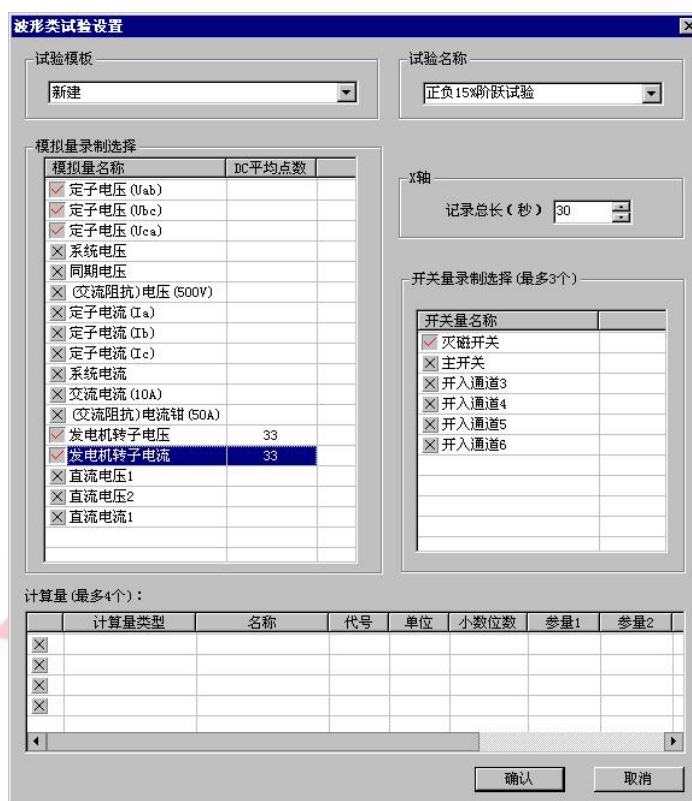 波形类试验设置
试验模板
新建
试验名称
正负15%阶跃试验
模拟量录制选择
模拟量名称 DC平均点数
定子电压(Uab)
定子电压(Ubc)
定子电压(Uca)
系统电压
同期电压
(交流阻抗)电压(500V)
定子电流(Ia)
定子电流(Ib)
定子电流(Ic)
系统电流
交流电流(10A)
(交流阻抗)电流钳(50A)
发电机转子电压 33
发电机转子电流 33
直流电压1
直流电压2
直流电流1
X轴
记录总长(秒) 30
开关量录制选择(最多3个)
开关量名称
灭磁开关
主开关
开入通道3
开入通道4
开入通道5
开入通道6
计算量(最多4个):
计算量类型 名称 代号 单位 小数位数 参量1 参量2
确认 取消